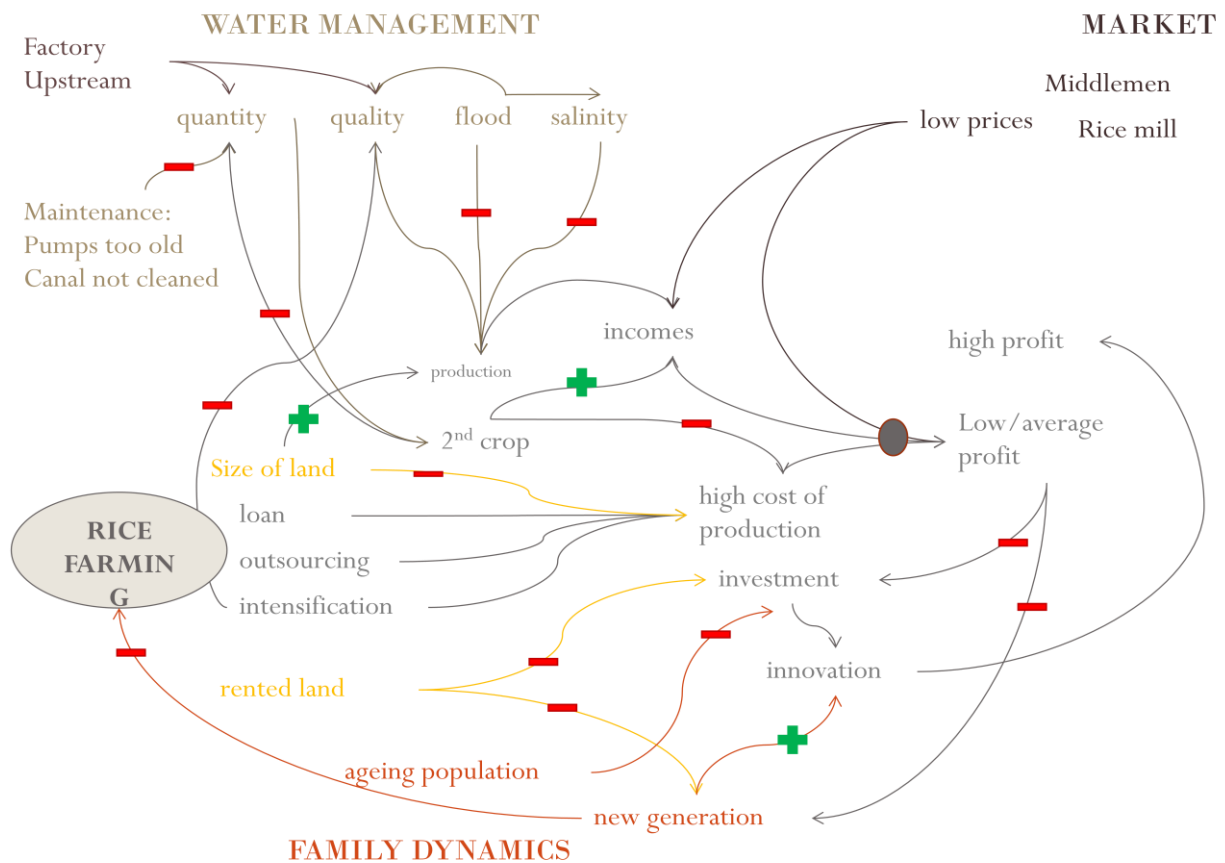 WATER MANAGEMENT
MARKET
Factory
Upstream
Middlemen
quantity
quality
flood
salinity
low prices
Rice mill
Maintenance:
Pumps too old
Canal not cleaned
incomes
high profit
production
2nd crop
Low/average
profit
Size of land
high cost of
production
loan
RICE
FARMIN
G
outsourcing
intensification
investment
innovation
rented land
ageing population
new generation
FAMILY DYNAMICS